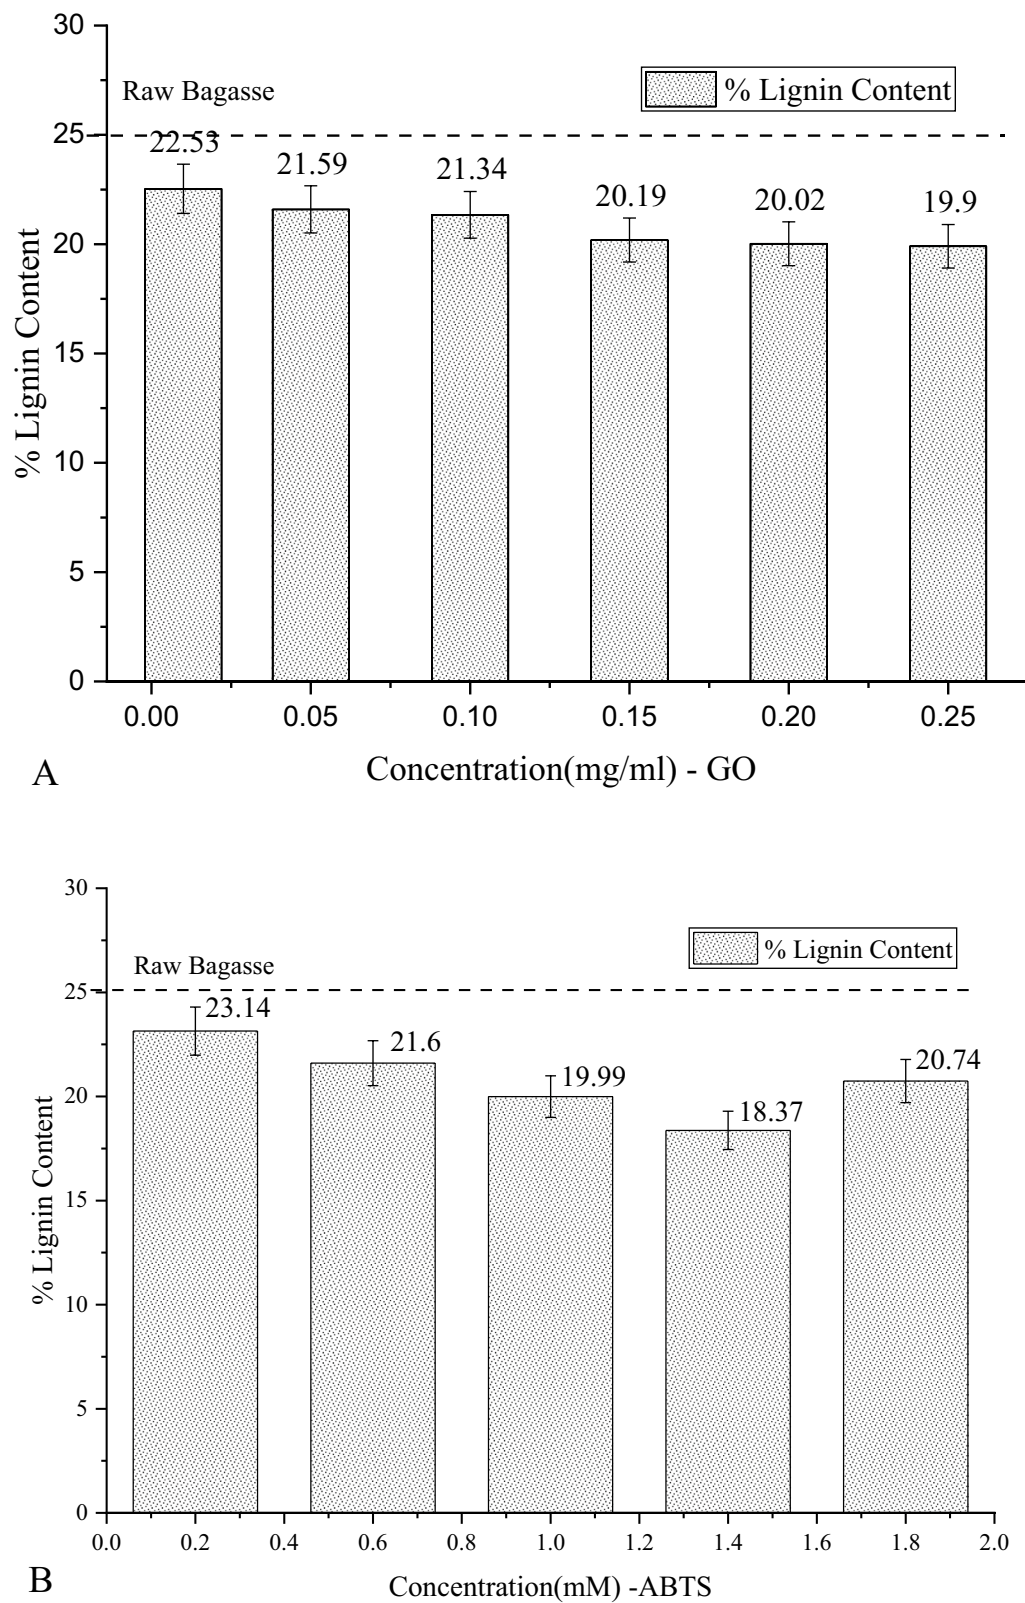 30
Raw Bagasse
% Lignin Content
25
22.53
21.59
21.34
20.19
20.02
19.9
20
15
10
5
0
% Lignin Content
0.00 0.05 0.10 0.15 0.20 0.25
Concentration(mg/ml) - GO
A
30
% Lignin Content
Raw Bagasse
25
23.14
21.6
19.99
18.37
20.74
20
15
10
5
0
% Lignin Content
0.0 0.2 0.4 0.6 0.8 1.0 1.2 1.4 1.6 1.8 2.0
Concentration(mM) -ABTS
B